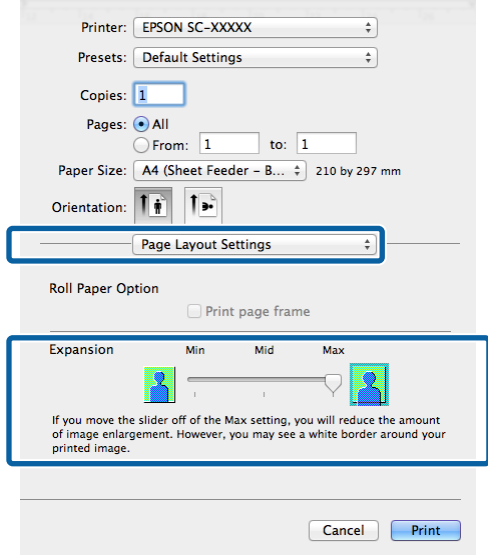 Printer: EPSON SC-XXXXX
Presets: Default Settings
Copies: 1
Pages: All
From: 1 to: 1
Paper Size: A4 (Sheet Feeder – B... 210 by 297 mm
Orientation:
Page Layout Settings
Roll Paper Option
Print page frame
Expansion Min Mid Max
If you move the slider off of the Max setting, you will reduce the amount
of image enlargement. However, you may see a white border around your
printed image.
Cancel Print